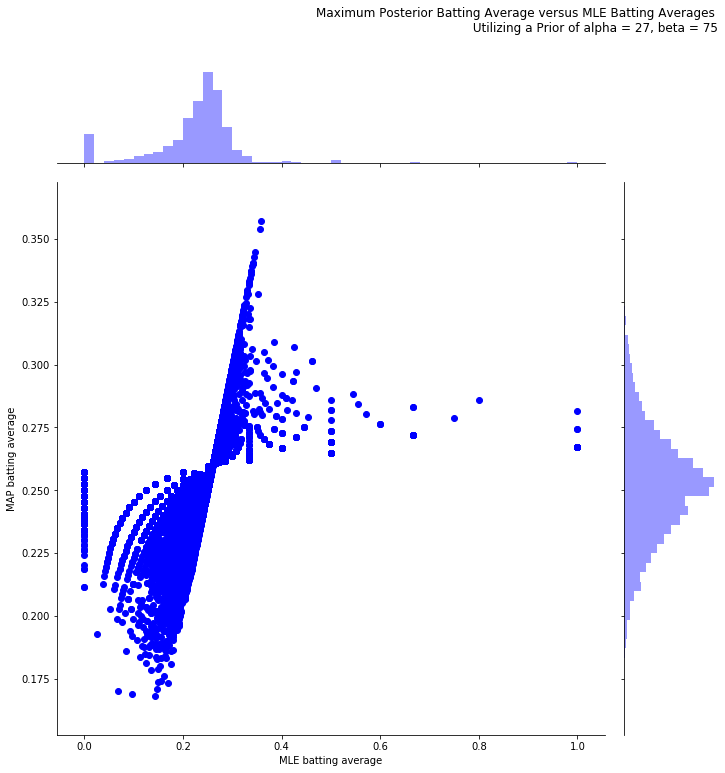 Maximum Posterior Batting Average versus MLE Batting Averages
Utilizing a Prior of alpha = 27, beta = 75
0.350
0.325
0.300
0.275
0.250
0.225
0.200
0.175
MAP batting average
0.0 0.2 0.4 0.6 0.8 1.0
MLE batting average